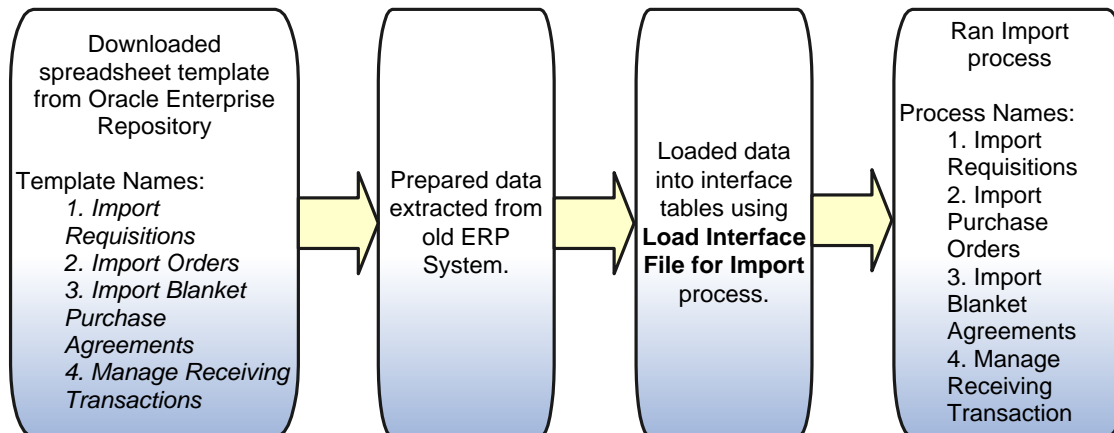 Downloaded
spreadsheet template
from Oracle Enterprise
Repository
Template Names:
1. Import
Requisitions
2. Import Orders
3. Import Blanket
Purchase
Agreements
4. Manage Receiving
Transactions
Prepared data
extracted from
old ERP
System.
Loaded data
into interface
tables using
Load Interface
File for Import
process.
Ran Import
process
Process Names:
1. Import
Requisitions
2. Import
Purchase
Orders
3. Import
Blanket
Agreements
4. Manage
Receiving
Transaction